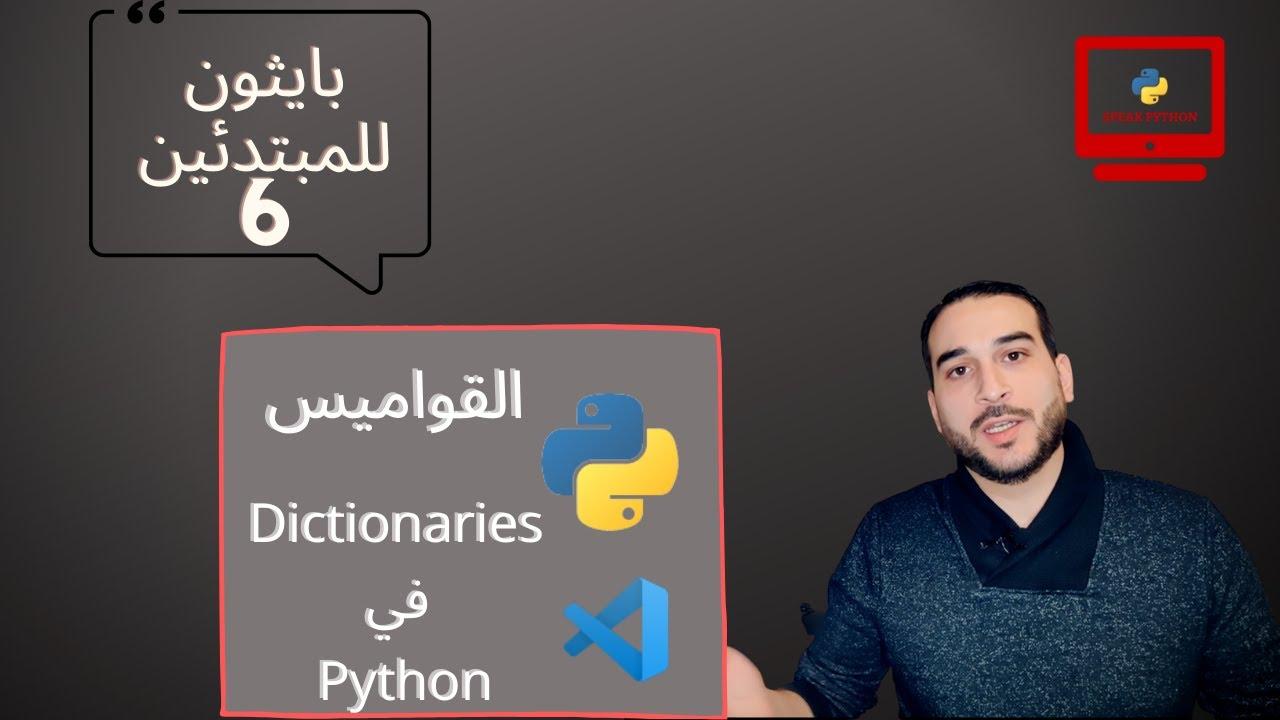 بايثون
للمبتدئين
6
SPEAK PYTHON
القواميس
Dictionaries
في
Python